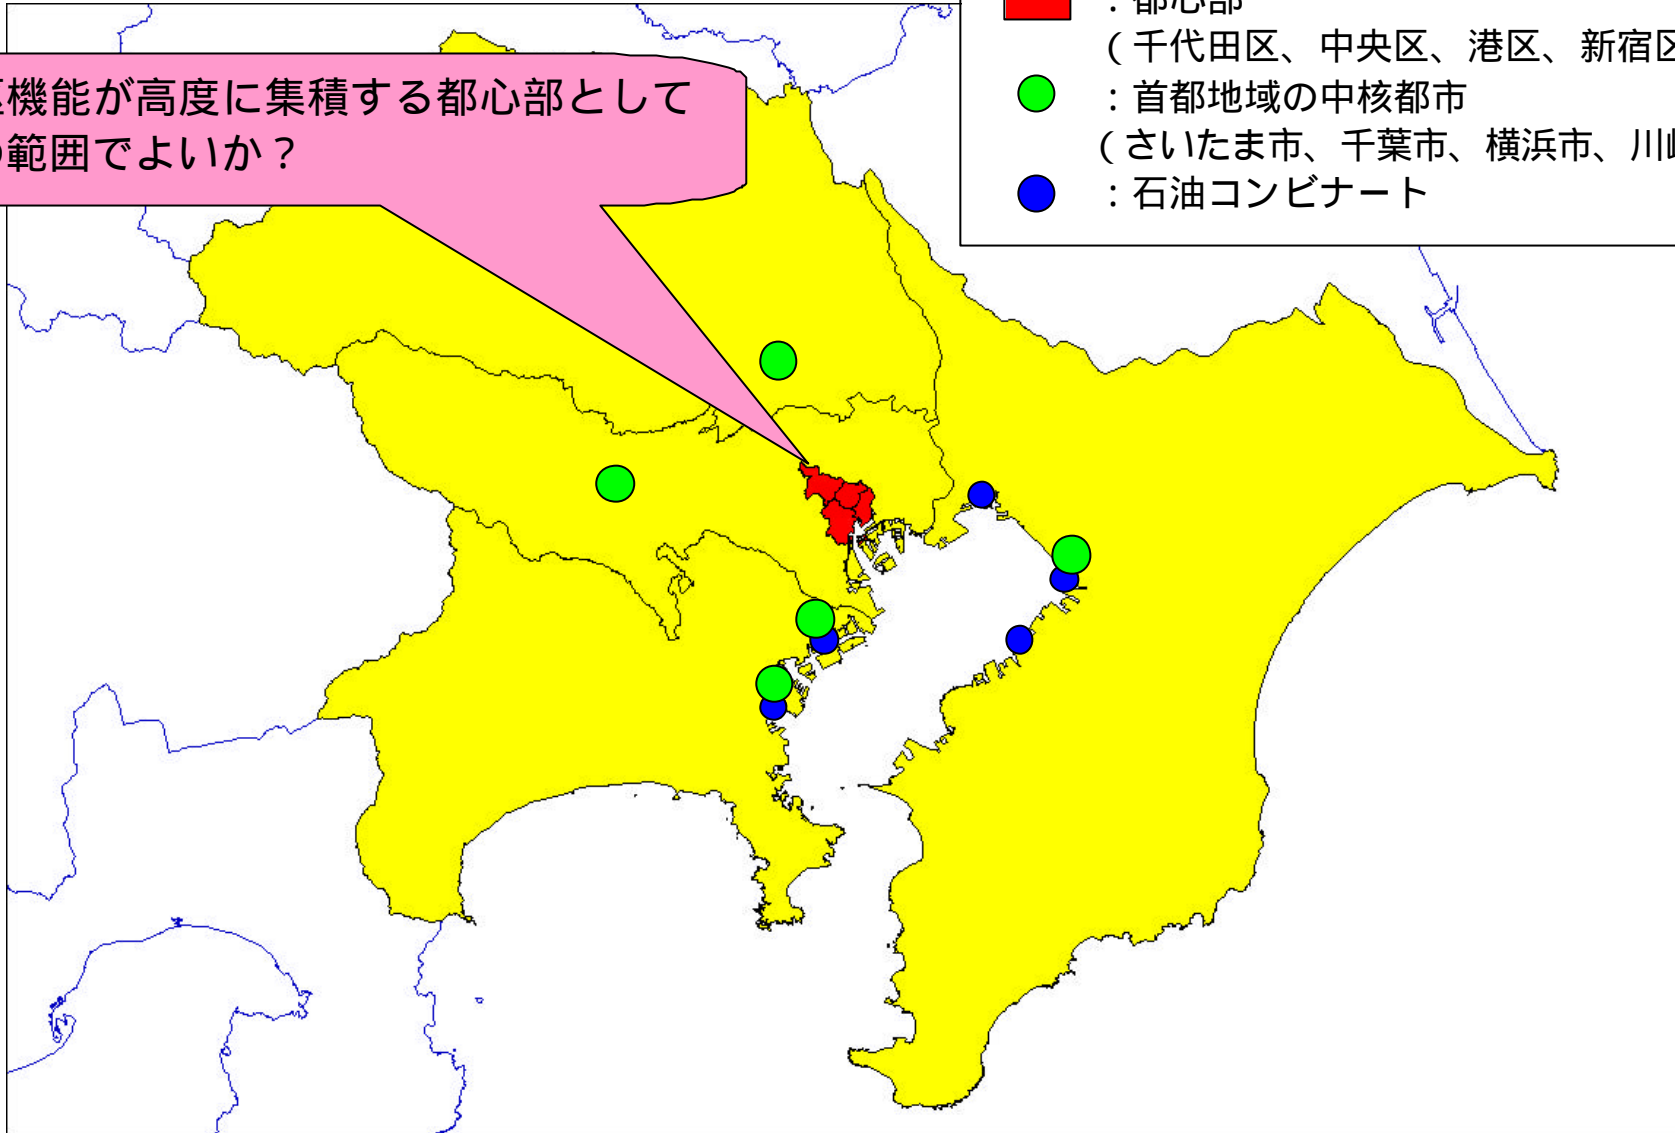 機能が高度に集積する都心部として
範囲でよいか？
：都心部
（千代田区、中央区、港区、新宿区
：首都地域の中核都市
（さいたま市、千葉市、横浜市、川崎
：石油コンビナート